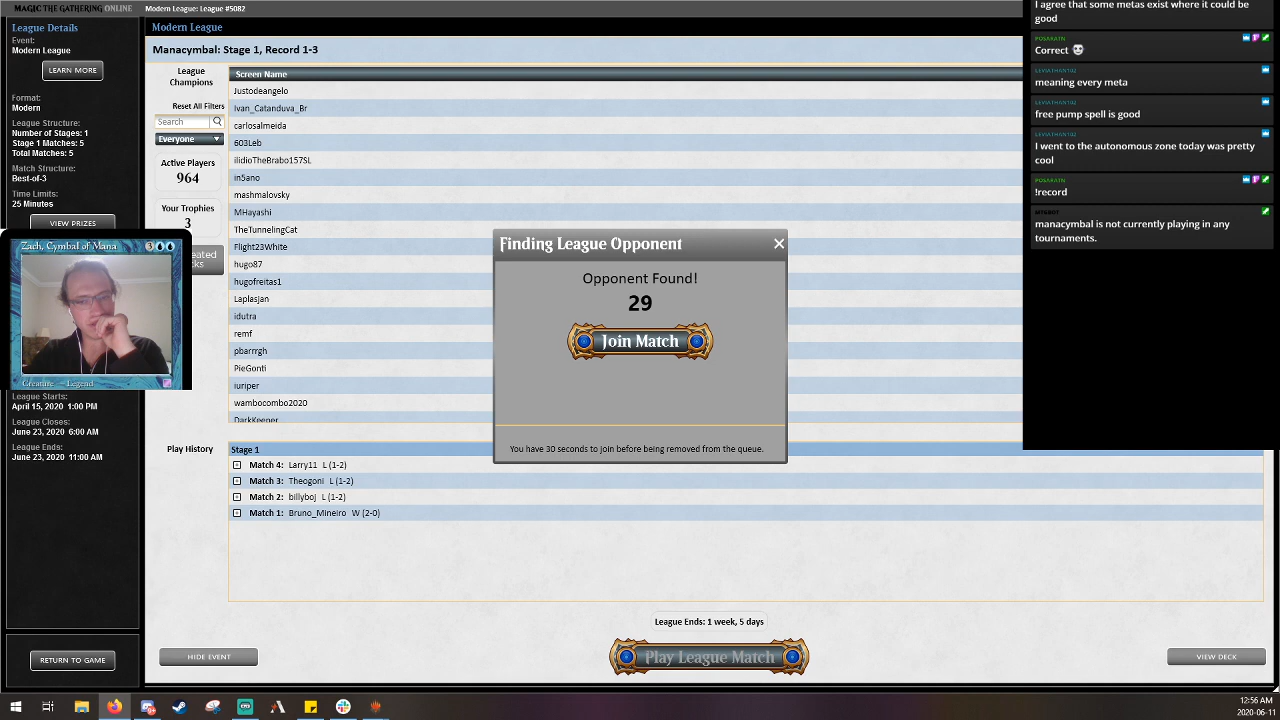 MAGIC THE GATHERING ONLINE
Modern League: League #5082
League Details
Event:
Modern League
LEARN MORE
Format:
Modern
League Structure:
Number of Stages: 1
Stage 1 Matches: 5
Total Matches: 5
Match Structure:
Best-of-3
Time Limits:
25 Minutes
VIEW PRIZES
Zach, Cymbal of Mana
3
Creature — Legend
League Starts:
April 15, 2020 1:00 PM
League Closes:
June 23, 2020 6:00 AM
League Ends:
June 23, 2020 11:00 AM
RETURN TO GAME
Modern League
Manacymbal: Stage 1, Record 1-3
League
Champions
Reset All Filters
Search
Everyone
Active Players
964
Your Trophies
3
Screen Name
Justodeangelo
Ivan_Catanduva_Br
carlosalmeida
603Leb
ilidioTheBrabo157SL
in5ano
mashmalovsky
MHayashi
TheTunnelingCat
Flight23White
hugo87
hugofreitas1
Laplasjan
idutra
remf
pbarrrgh
PieGonti
iuriper
wambocombo2020
DarkKeeper
Finding League Opponent
Opponent Found!
29
Join Match
You have 30 seconds to join before being removed from the queue.
Play History
Stage 1
Match 4: Larry11 L (1-2)
Match 3: Theogoni L (1-2)
Match 2: billyboj L (1-2)
Match 1: Bruno_Mineiro W (2-0)
League Ends: 1 week, 5 days
HIDE EVENT
Play League Match
VIEW DECK
I agree that some metas exist where it could be
good
POSARAYN
Correct
LEVIATHAN102
meaning every meta
LEVIATHAN102
free pump spell is good
LEVIATHAN102
I went to the autonomous zone today was pretty
cool
POSARAYN
!record
manacymbal is not currently playing in any
tournaments.
12:56 AM
2020-06-11